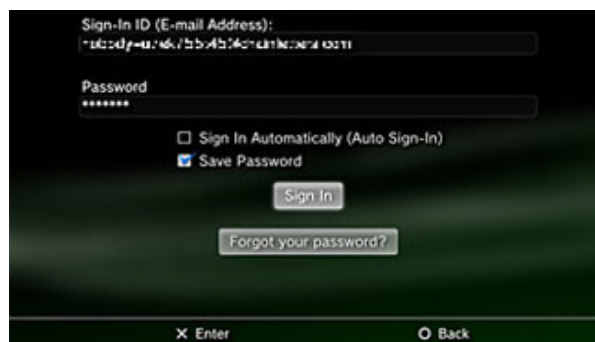 Sign-In ID (E-mail Address):
Password
*******
Sign In Automatically (Auto Sign-In)
Save Password
Sign In
Forgot your password?
X Enter
O Back